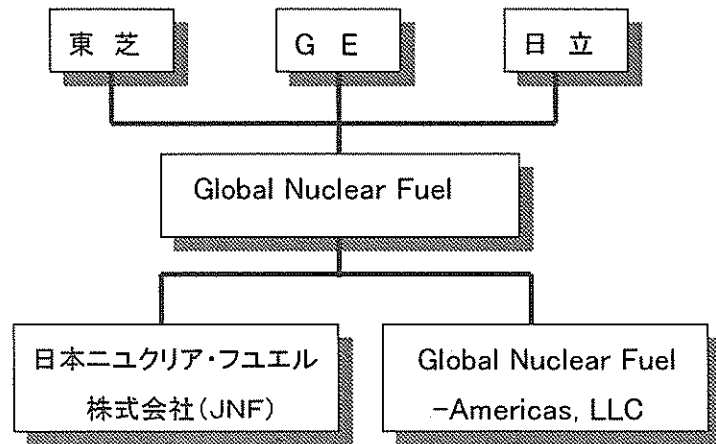 東 芝
G E
日 立
Global Nuclear Fuel
日本ニユクリア・フユエル
株式会社(JNF)
Global Nuclear Fuel
-Americas, LLC